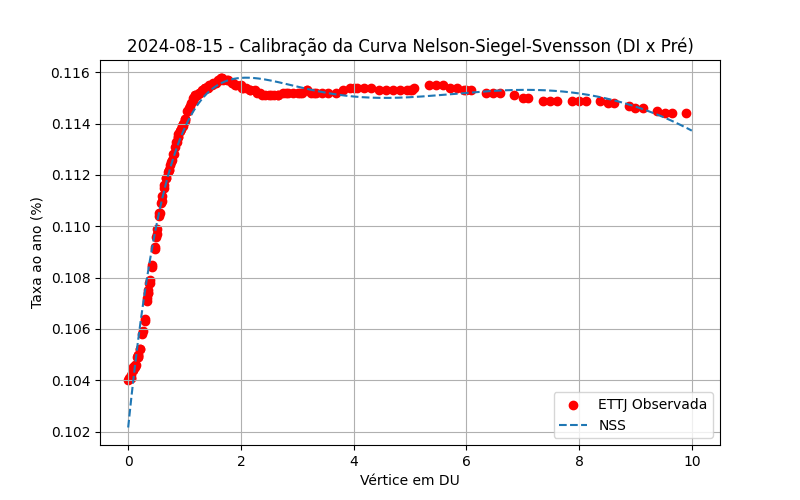 2024-08-15 - Calibração da Curva Nelson-Siegel-Svensson (DI x Pré)
Taxa ao ano (%)
0.116
0.114
0.112
0.110
0.108
0.106
0.104
0.102
ETTJ Observada
NSS
0 2 4 6 8 10
Vértice em DU